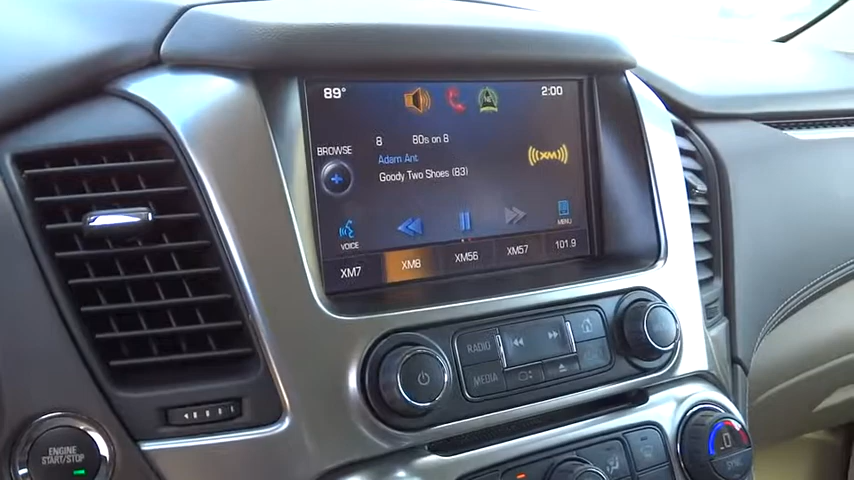 89°
2:00
8 80s on 8
BROWSE
Adam Ant
Goody Two Shoes (83)
((XM))
VOICE
MENU
XM7 XM8 XM56 XM57 101.9
RADIO
MEDIA
ENGINE
START/STOP
SYNC